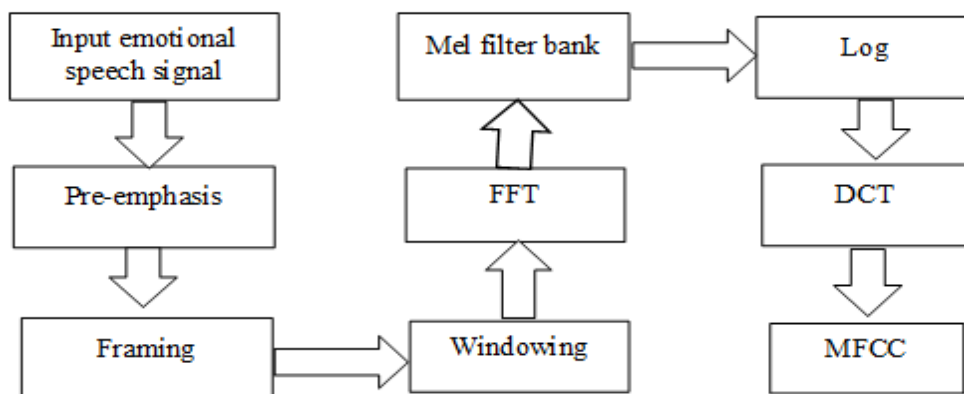 Input emotional
speech signal
Pre-emphasis
Framing
Windowing
FFT
Mel filter bank
Log
DCT
MFCC